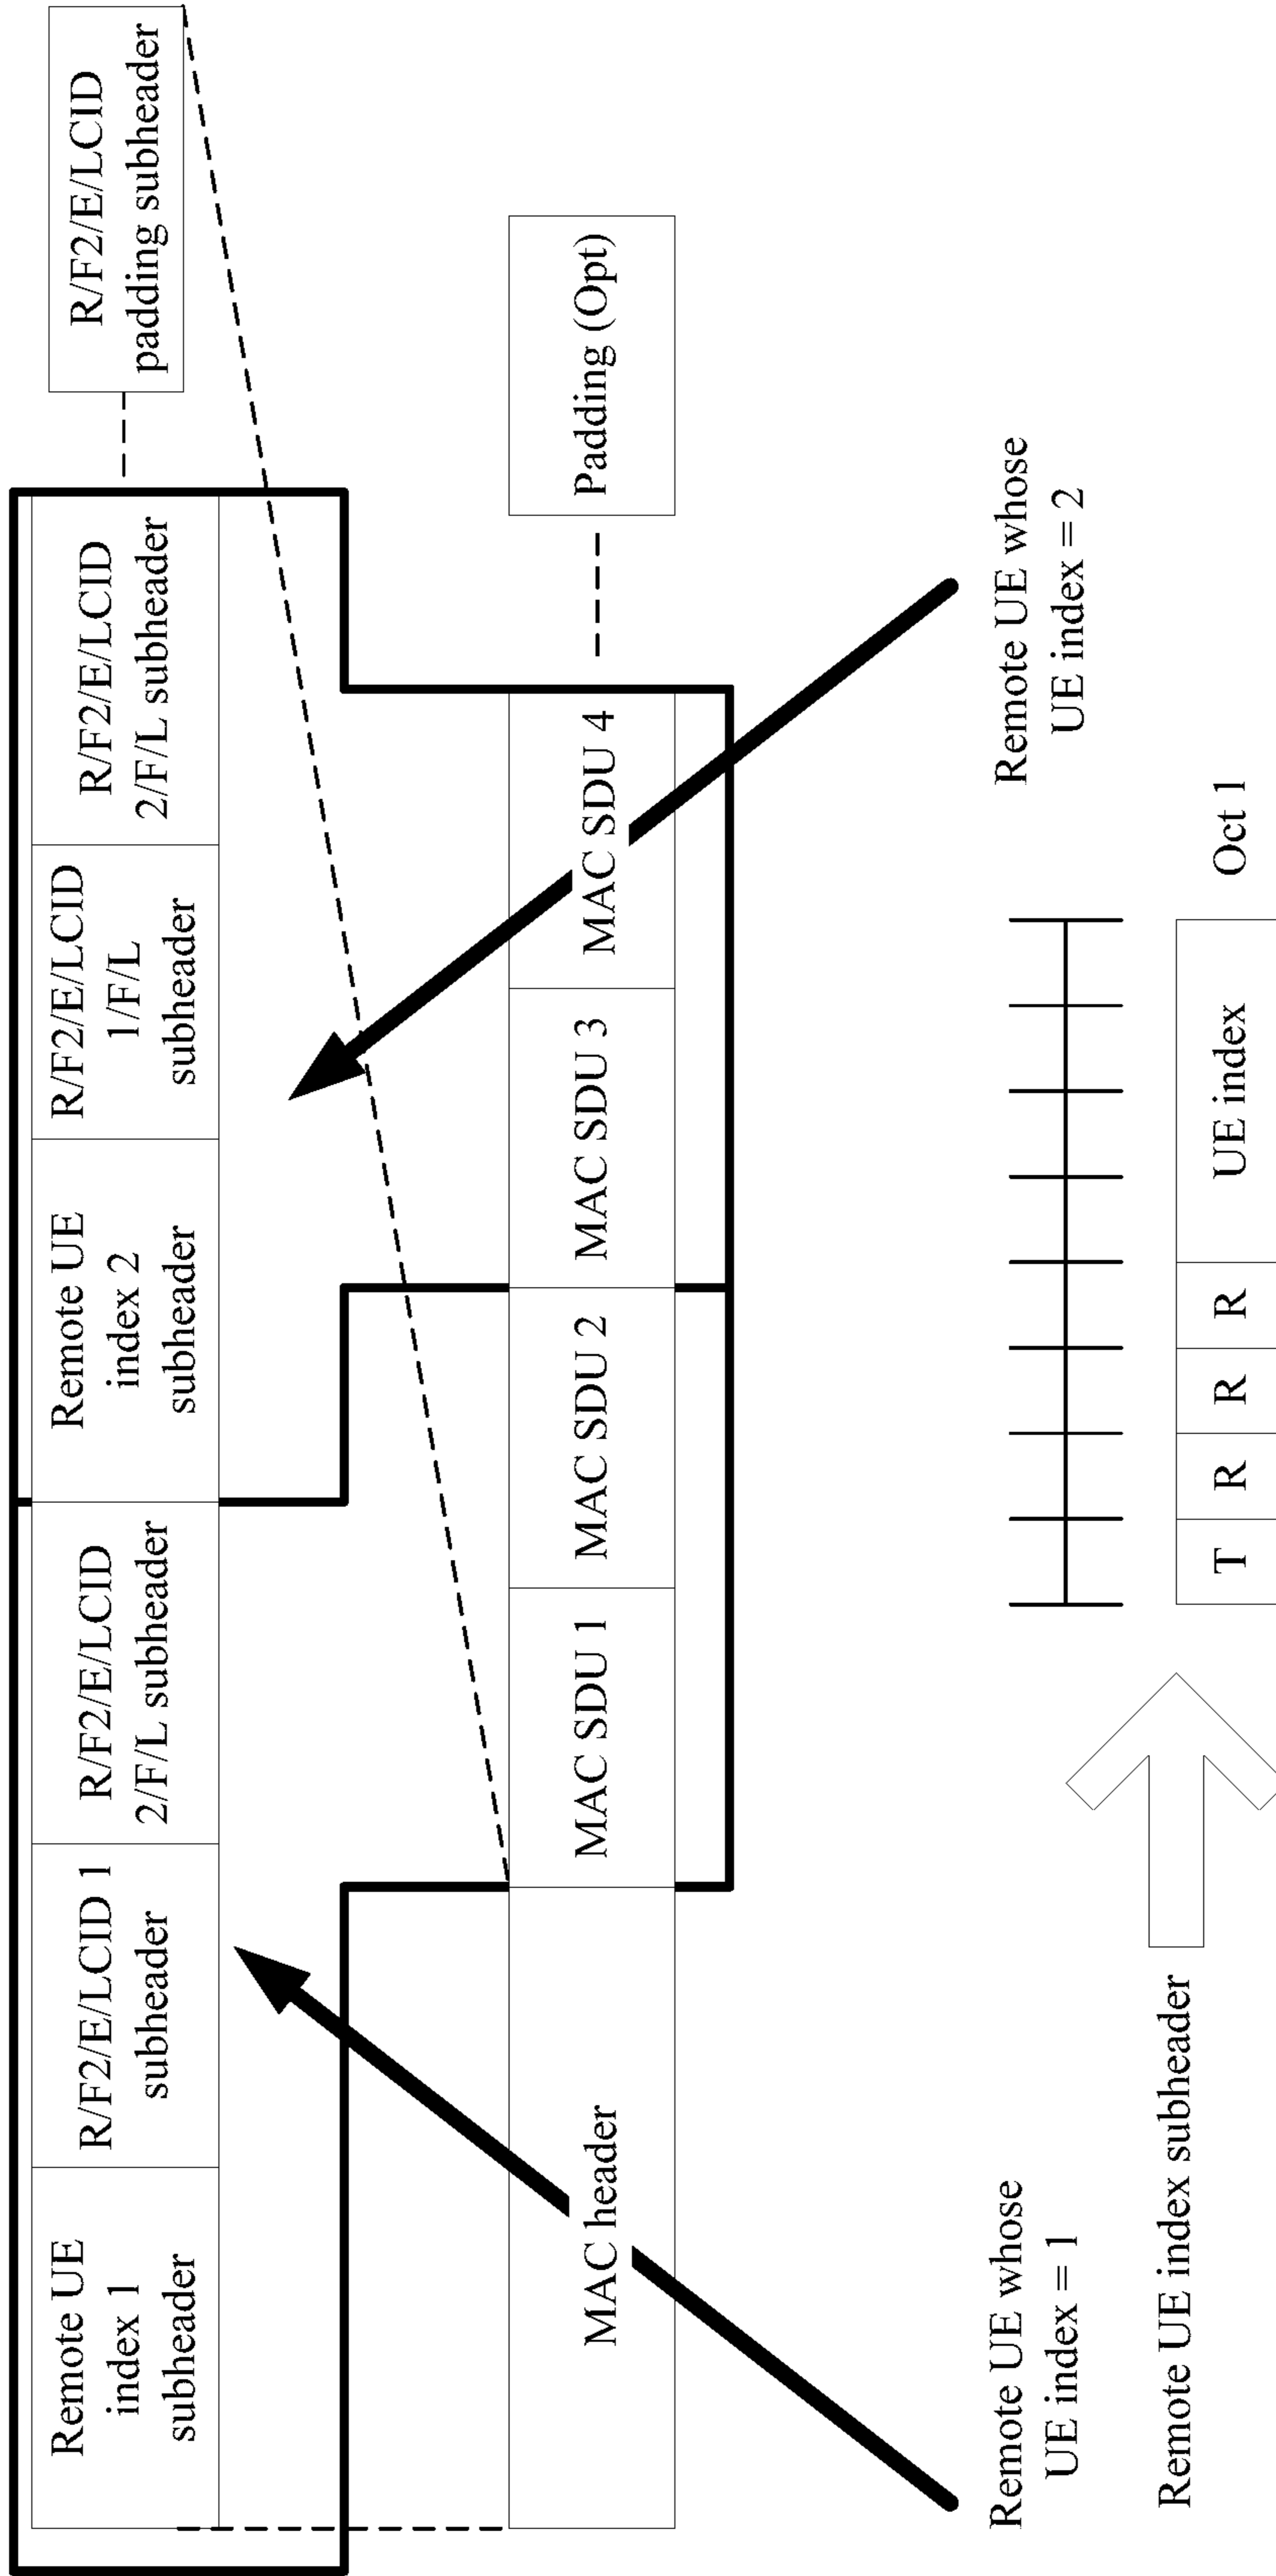 Remote UE
index 1
subheader
R/F2/E/LCID 1
subheader
R/F2/E/LCID
2/F/L subheader
Remote UE
index 2
subheader
R/F2/E/LCID
1/F/L
subheader
R/F2/E/LCID
2/F/L subheader
R/F2/E/LCID
padding subheader
MAC header
MAC SDU 1
MAC SDU 2
MAC SDU 3
MAC SDU 4
Padding (Opt)
Remote UE whose
UE index = 1
Remote UE whose
UE index = 2
Remote UE index subheader
T
R
R
R
UE index
Oct 1